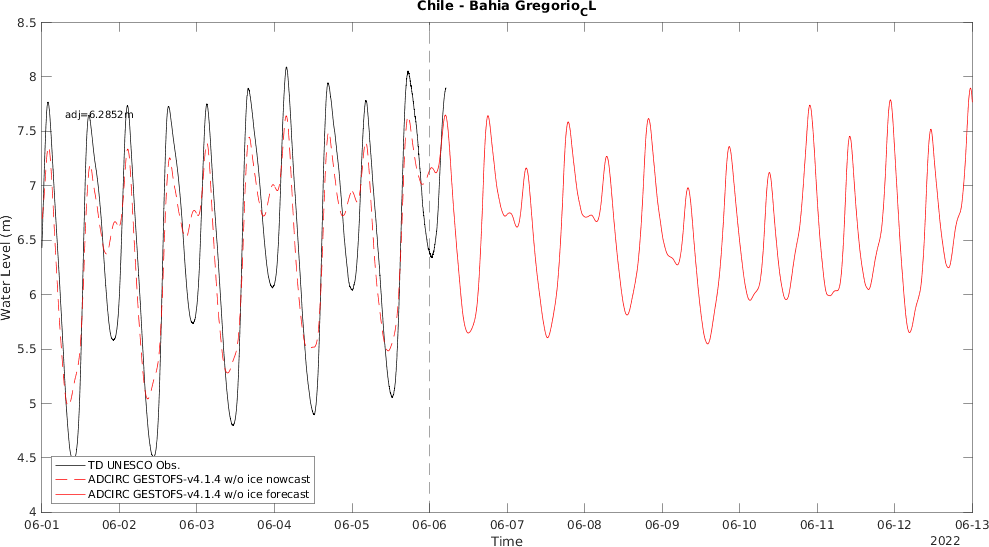 Chile - Bahia Gregorio_CL
8.5
8
7.5
7
6.5
6
5.5
5
4.5
4
Water Level (m)
adj=6.2852m
TD UNESCO Obs.
ADCIRC GESTOFS-v4.1.4 w/o ice nowcast
ADCIRC GESTOFS-v4.1.4 w/o ice forecast
06-01 06-02 06-03 06-04 06-05 06-06 06-07 06-08 06-09 06-10 06-11 06-12 06-13
Time
2022